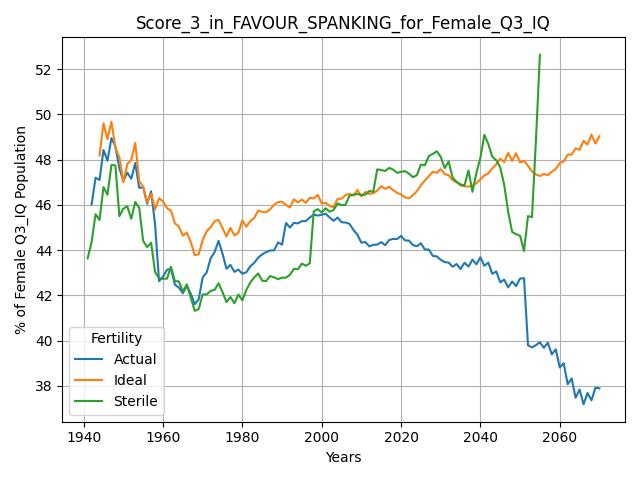 Score_3_in_FAVOUR_SPANKING_for_Female_Q3_IQ
% of Female Q3_IQ Population
52
50
48
46
44
42
40
38
Fertility
Actual
Ideal
Sterile
1940 1960 1980 2000 2020 2040 2060
Years